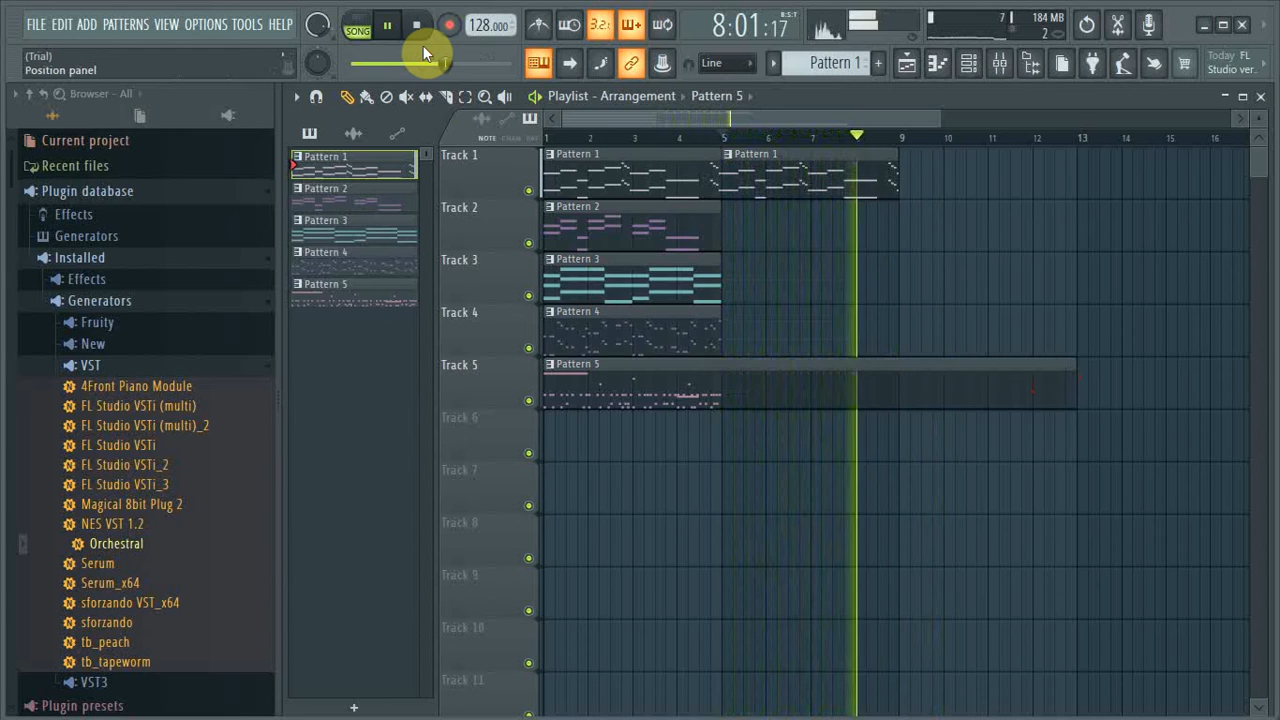 FILE EDIT ADD PATTERNS VIEW OPTIONS TOOLS HELP
SONG
128.000
3 2 1
8:01:17
B:S:T
7
184 MB
2
(Trial)
Position panel
Line
Pattern 1
Today FL
Studio ver..
Browser - All
Playlist - Arrangement
Pattern 5
Current project
Recent files
Plugin database
Effects
Generators
Installed
Effects
Generators
Fruity
New
VST
4Front Piano Module
FL Studio VSTi (multi)
FL Studio VSTi (multi)_2
FL Studio VSTi
FL Studio VSTi_2
FL Studio VSTi_3
Magical 8bit Plug 2
NES VST 1.2
Orchestral
Serum
Serum_x64
sforzando VST_x64
sforzando
tb_peach
tb_tapeworm
VST3
Plugin presets
Pattern 1
Pattern 2
Pattern 3
Pattern 4
Pattern 5
NOTE CHAN PAT
1 2 3 4 5 6 7 9 10 11 12 13 14 15 16
Track 1
Pattern 1
Pattern 1
Track 2
Pattern 2
Track 3
Pattern 3
Track 4
Pattern 4
Track 5
Pattern 5
Track 6
Track 7
Track 8
Track 9
Track 10
Track 11